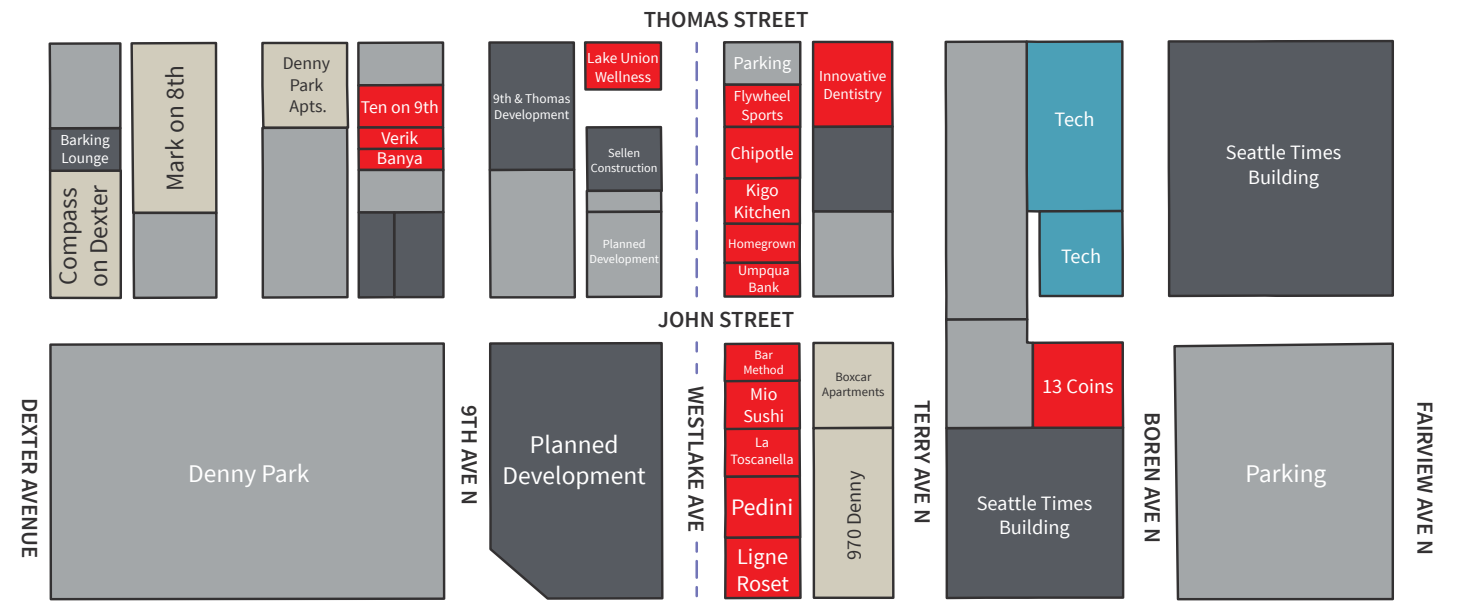 THOMAS STREET
Barking
Lounge
Compass
on Dexter
Mark on 8th
Denny
Park
Apts.
Ten on 9th
Verik
Banya
9th & Thomas
Development
Lake Union
Wellness
Sellen
Construction
Planned
Development
Parking
Flywheel
Sports
Chipotle
Kigo
Kitchen
Homegrown
Umpqua
Bank
Innovative
Dentistry
Tech
Tech
Seattle Times
Building
JOHN STREET
DEXTER AVENUE
Denny Park
9TH AVE N
Planned
Development
WESTLAKE AVE
Bar
Method
Mio
Sushi
La
Toscanella
Pedini
Ligne
Roset
Boxcar
Apartments
970 Denny
TERRY AVE N
13 Coins
Seattle Times
Building
BOREN AVE N
Parking
FAIRVIEW AVE N